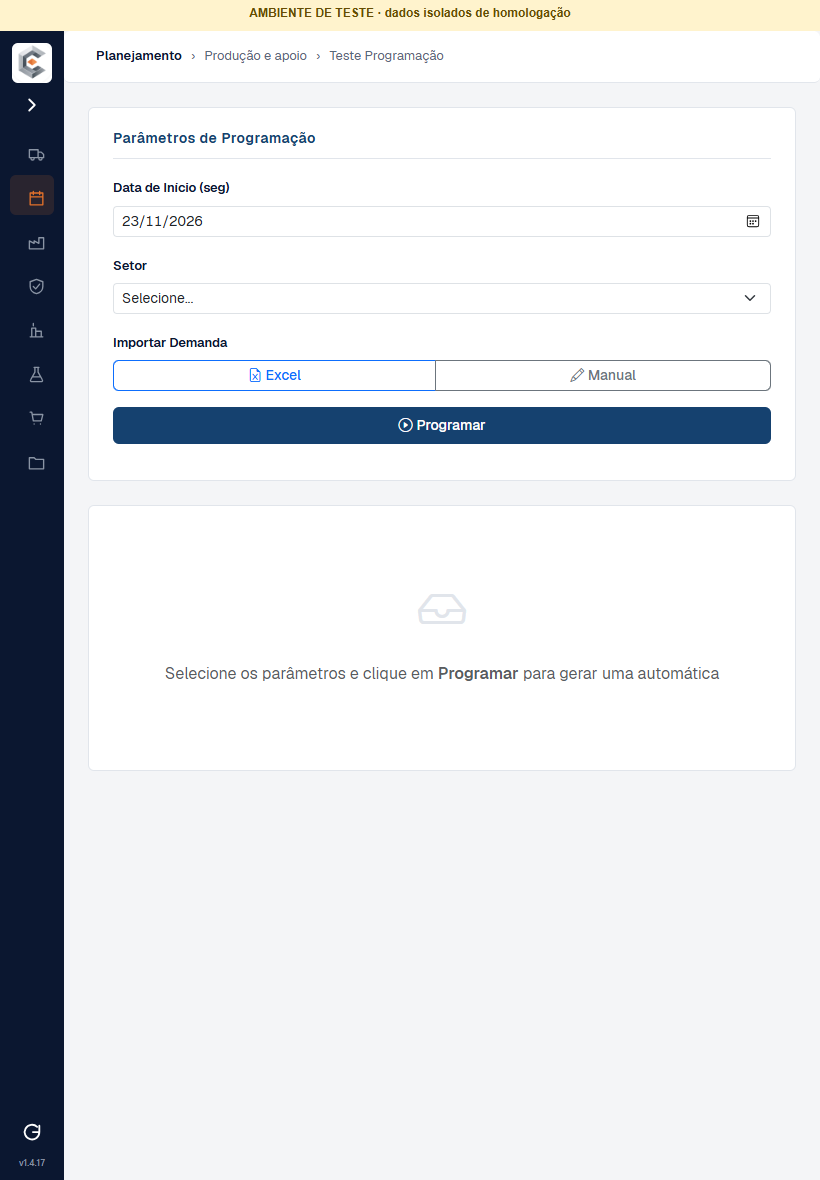 AMBIENTE DE TESTE · dados isolados de homologação
Planejamento › Produção e apoio › Teste Programação
Parâmetros de Programação
Data de Início (seg)
23/11/2026
Setor
Selecione...
Importar Demanda
Excel
Manual
Programar
Selecione os parâmetros e clique em Programar para gerar uma automática
v1.4.17